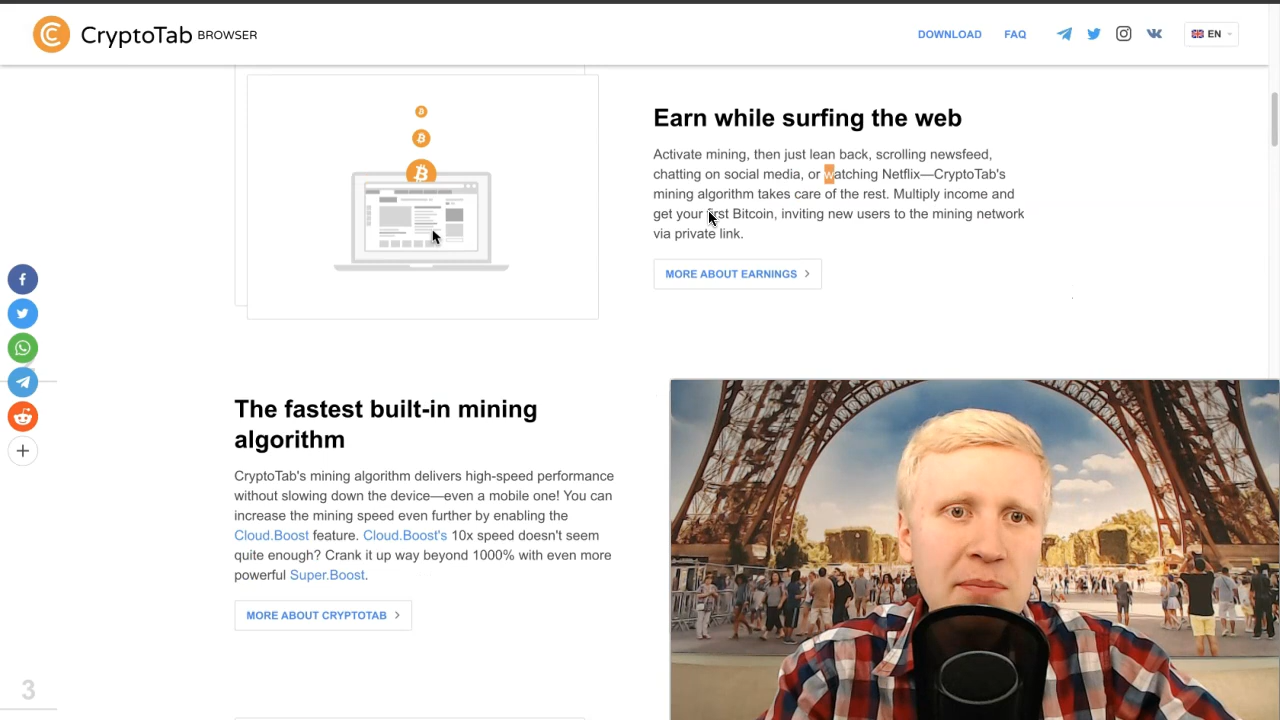 CryptoTab BROWSER
DOWNLOAD
FAQ
EN
Earn while surfing the web
Activate mining, then just lean back, scrolling newsfeed,
chatting on social media, or watching Netflix—CryptoTab's
mining algorithm takes care of the rest. Multiply income and
get your first Bitcoin, inviting new users to the mining network
via private link.
MORE ABOUT EARNINGS
The fastest built-in mining
algorithm
CryptoTab's mining algorithm delivers high-speed performance
without slowing down the device—even a mobile one! You can
increase the mining speed even further by enabling the
Cloud.Boost feature. Cloud.Boost's 10x speed doesn't seem
quite enough? Crank it up way beyond 1000% with even more
powerful Super.Boost.
MORE ABOUT CRYPTOTAB
3